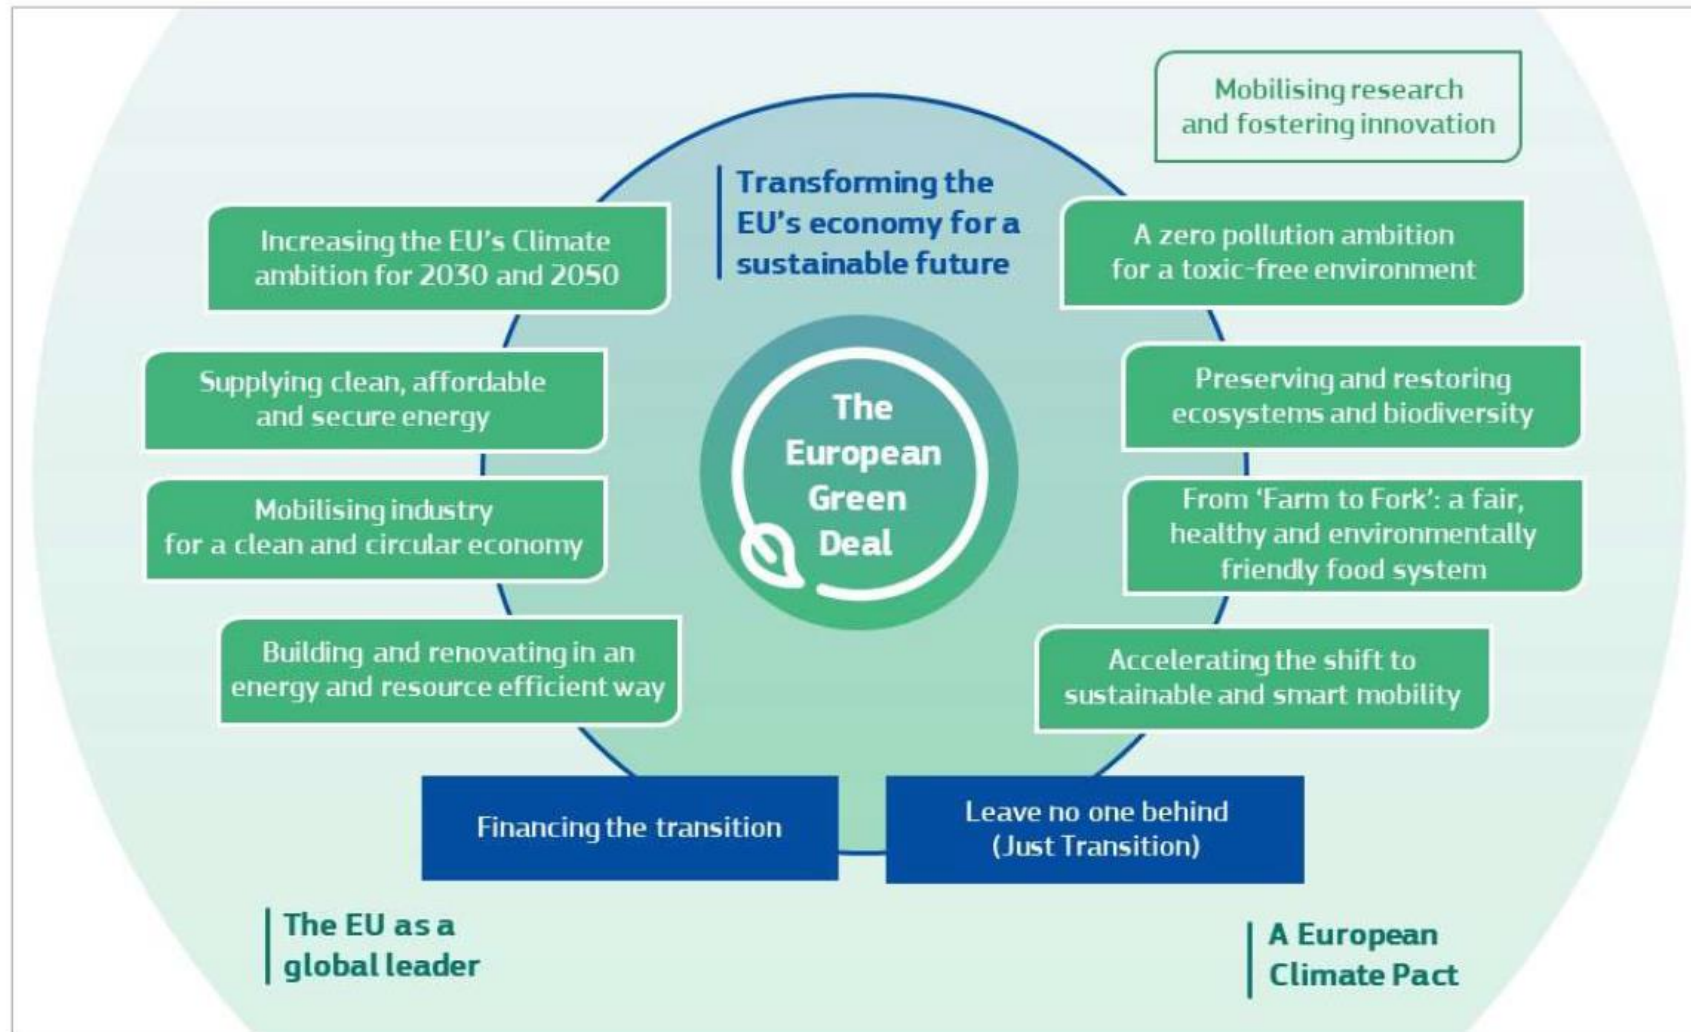 Mobilising research
and fostering innovation
Transforming the
EU's economy for a
sustainable future
Increasing the EU's Climate
ambition for 2030 and 2050
A zero pollution ambition
for a toxic-free environment
Supplying clean, affordable
and secure energy
Preserving and restoring
ecosystems and biodiversity
The
European
Green
Deal
Mobilising industry
for a clean and circular economy
From ‘Farm to Fork’: a fair,
healthy and environmentally
friendly food system
Building and renovating in an
energy and resource efficient way
Accelerating the shift to
sustainable and smart mobility
Financing the transition
Leave no one behind
(Just Transition)
The EU as a
global leader
A European
Climate Pact